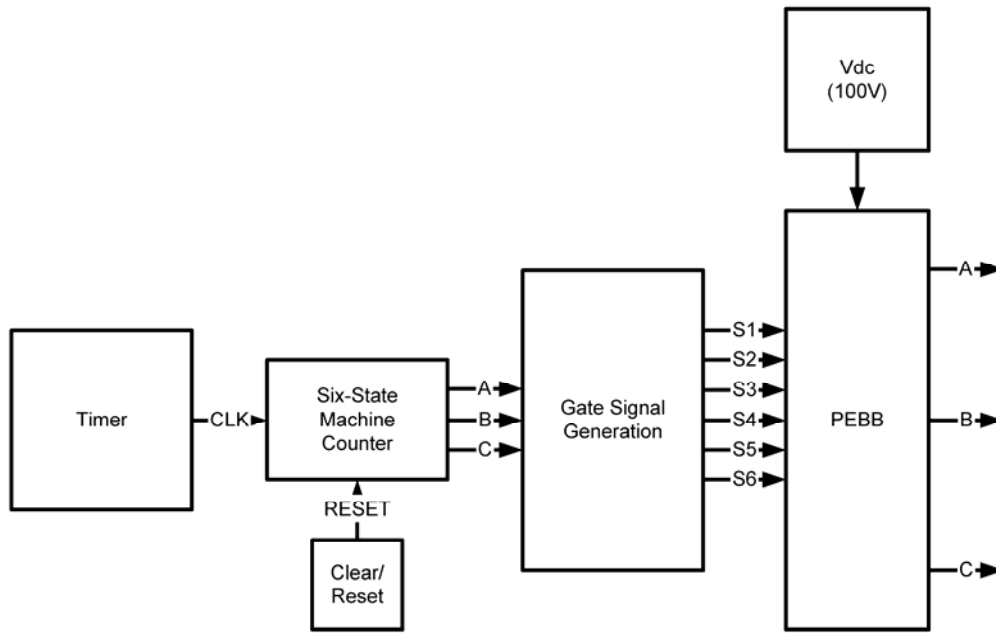 Vdc
(100V)
Timer
CLK
Six-State
Machine
Counter
RESET
Clear/
Reset
A
B
C
Gate Signal
Generation
S1
S2
S3
S4
S5
S6
PEBB
A
B
C